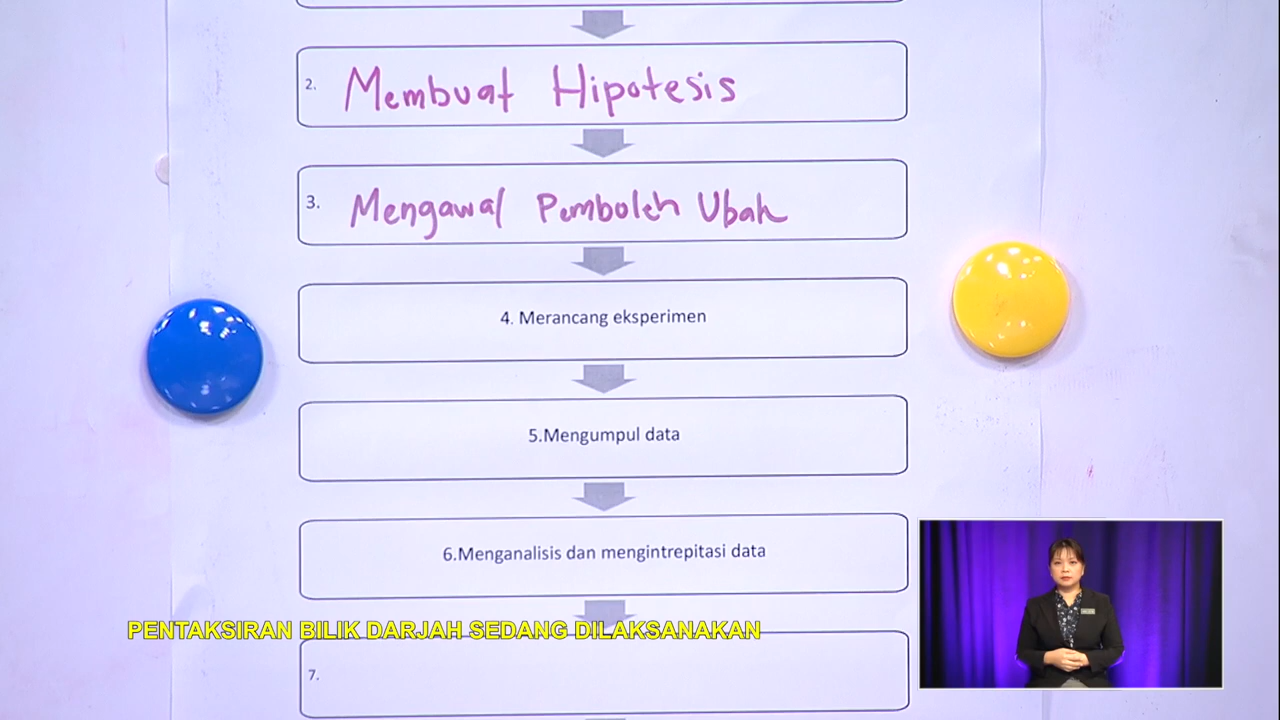 2. Membuat Hipotesis
3. Mengawal Pemboleh Ubah
4. Merancang eksperimen
5.Mengumpul data
6.Menganalisis dan mengintrepitasi data
PENTAKSIRAN BILIK DARJAH SEDANG DILAKSANAKAN
7.